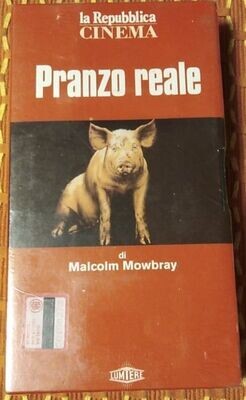 la Repubblica
CINEMA
Pranzo reale
di
Malcolm Mowbray
LUMIERE